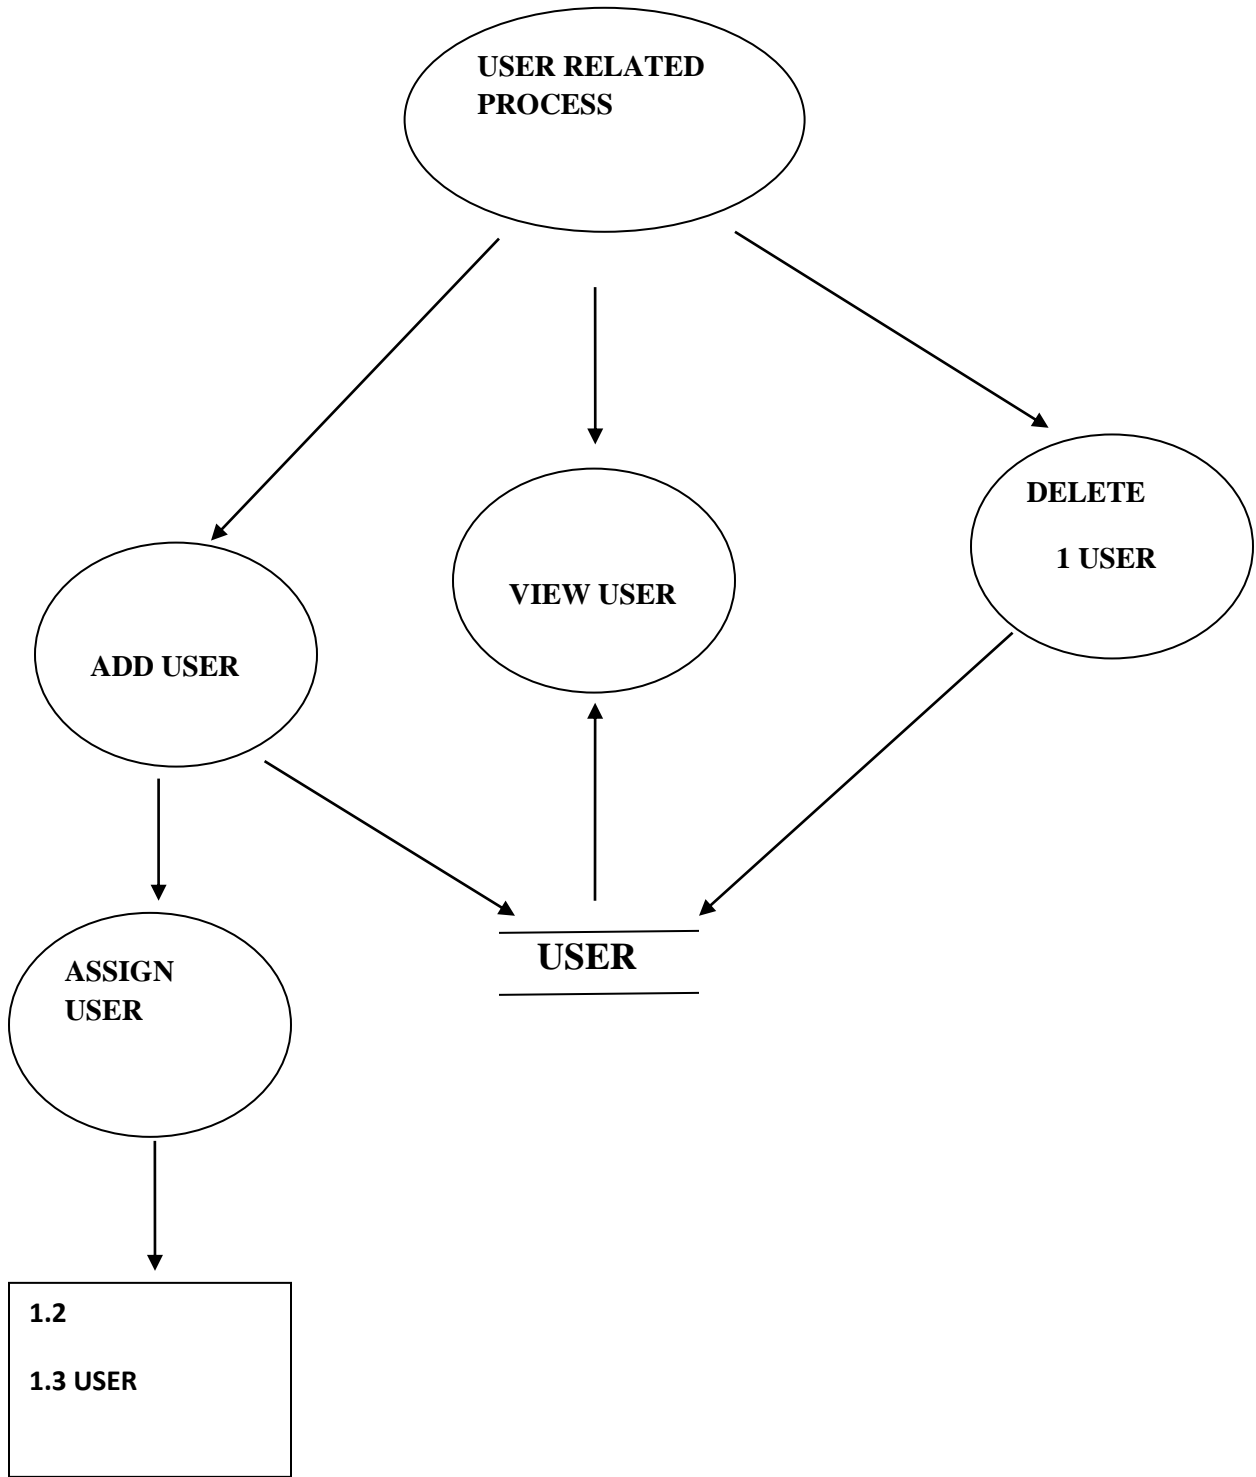 USER RELATED
PROCESS
DELETE
1 USER
VIEW USER
ADD USER
USER
ASSIGN
USER
1.2
1.3 USER